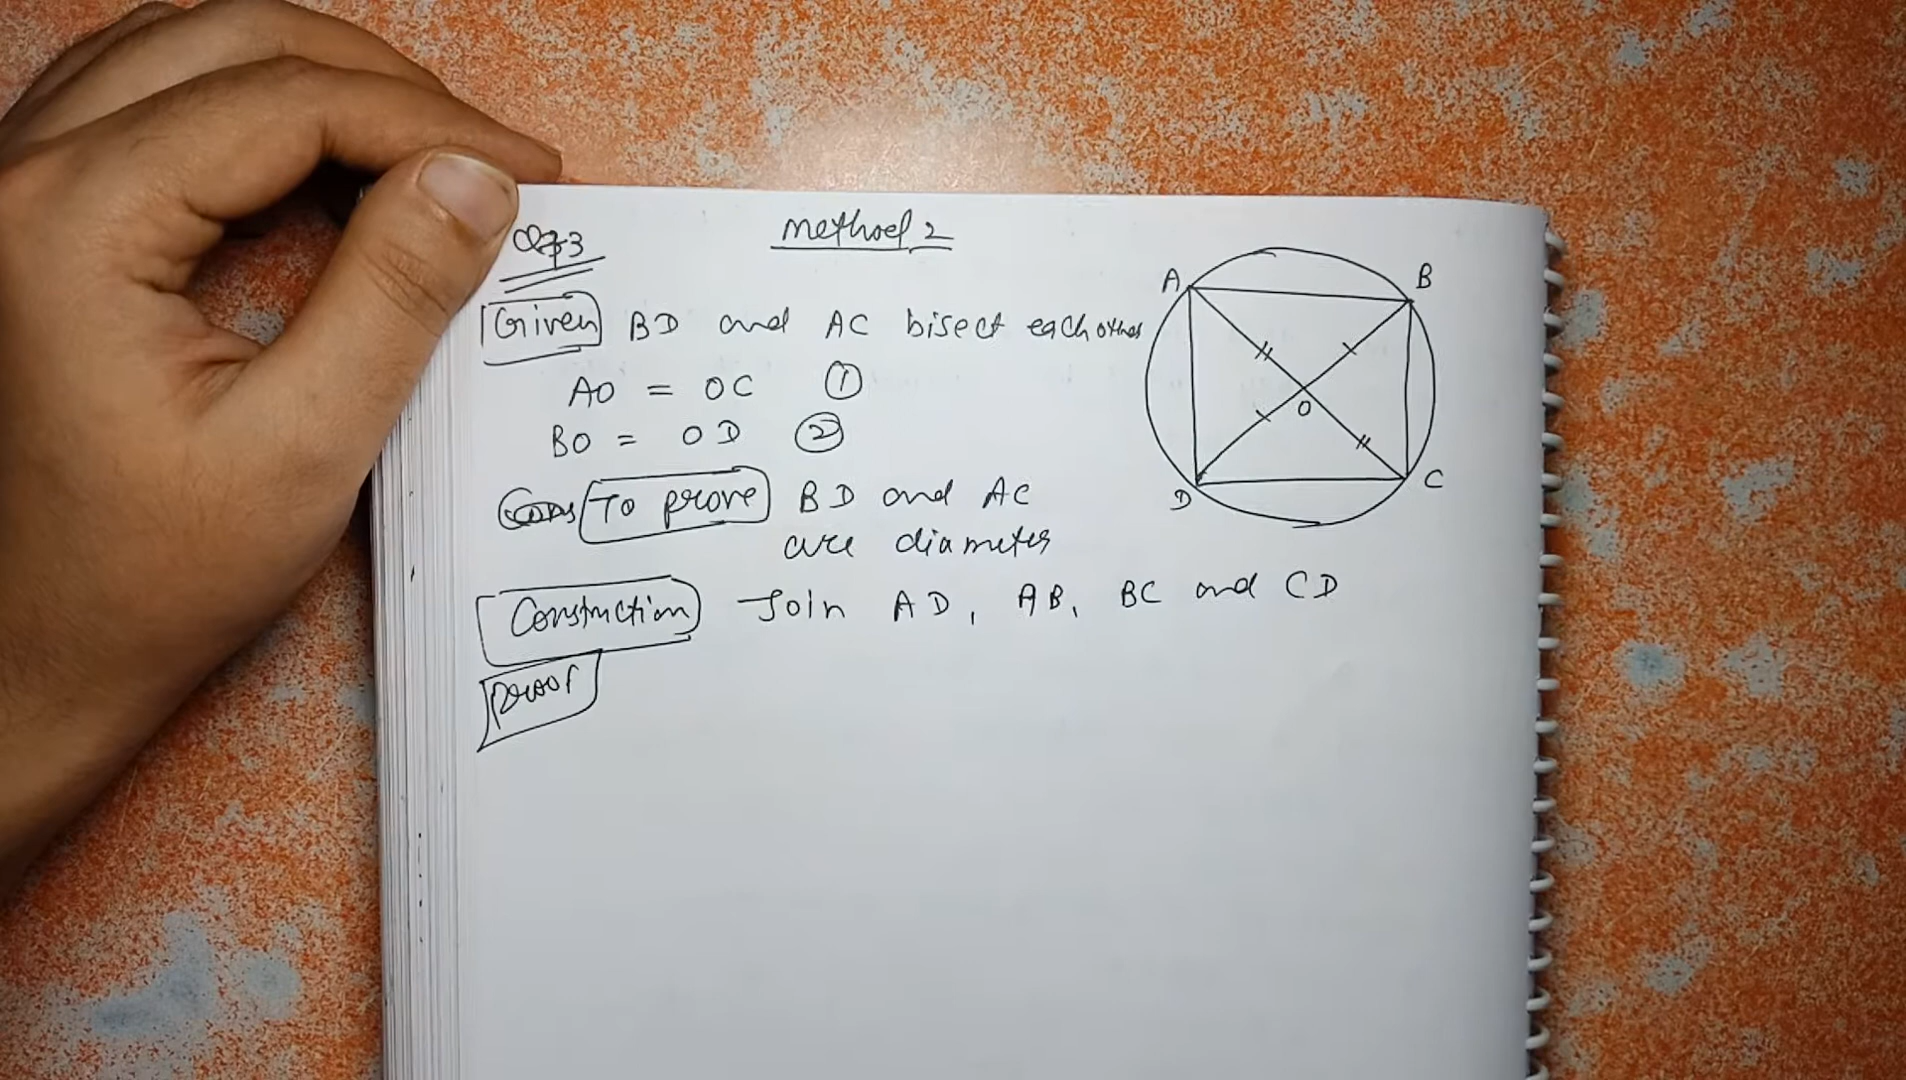 Method 2
Given BD and AC bisect each other
AO = OC ①
BO = OD ②
To prove BD and AC
are diameter
Construction Join AD, AB, BC and CD
Proof
A
B
O
D
C